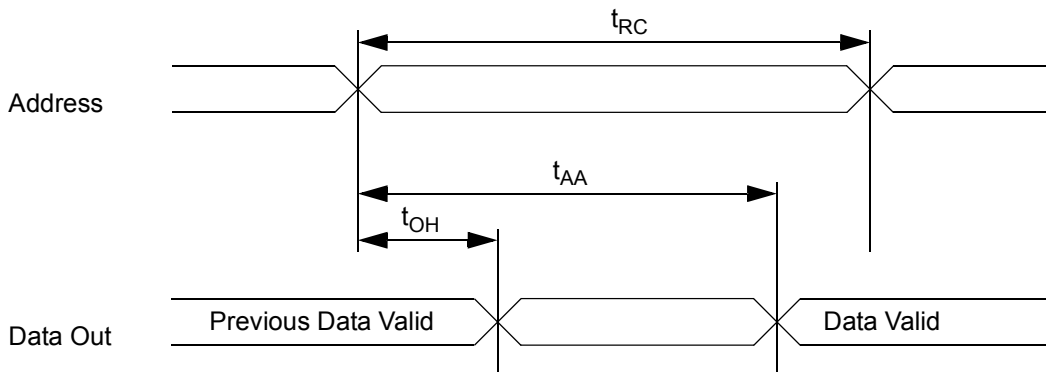 tRC
Address
tAA
tOH
Previous Data Valid
Data Valid
Data Out